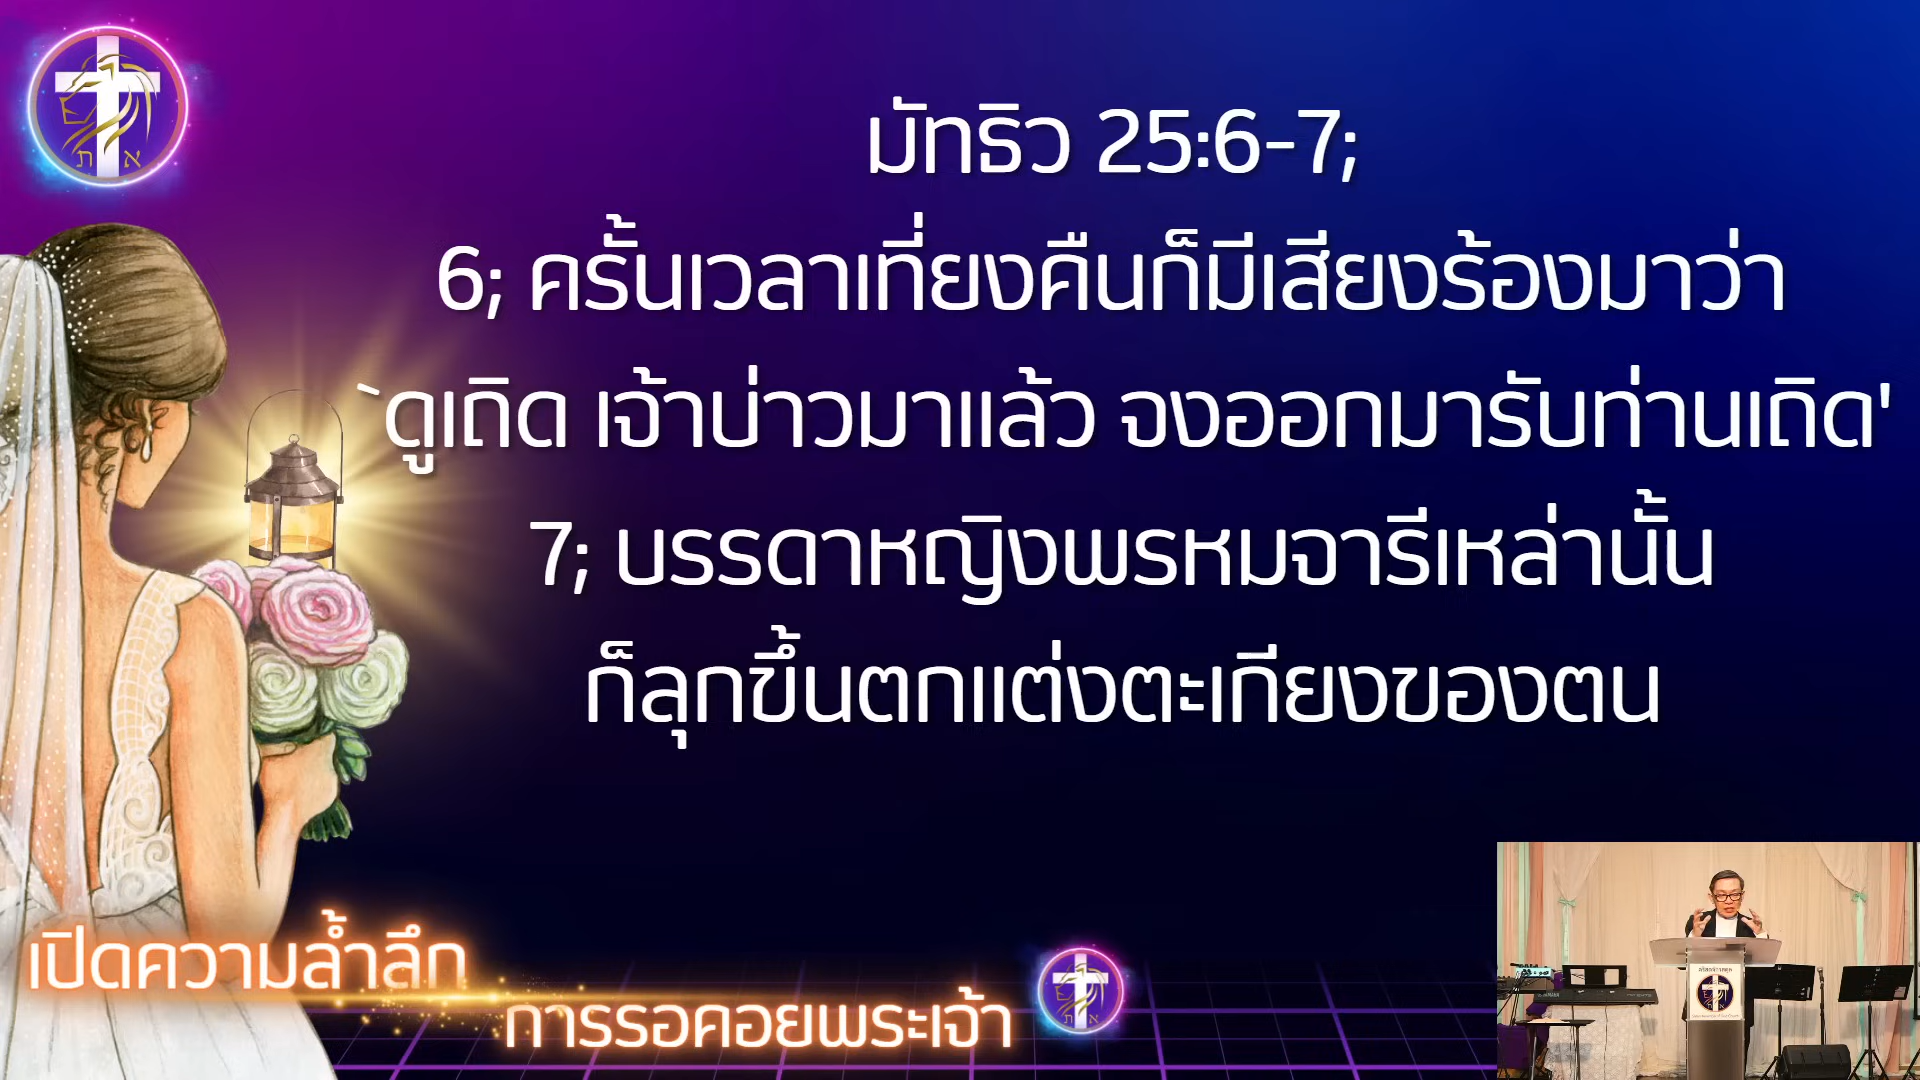 มัทธิว 25:6-7;
6; ครั้นเวลาเที่ยงคืนก็มีเสียงร้องมาว่า
`ดูเถิด เจ้าบ่าวมาแล้ว จงออกมารับท่านเถิด'
7; บรรดาหญิงพรหมจารีเหล่านั้น
ก็ลุกขึ้นตกแต่งตะเกียงของตน
เปิดความล้ำลึก
การรอคอยพระเจ้า
את
את